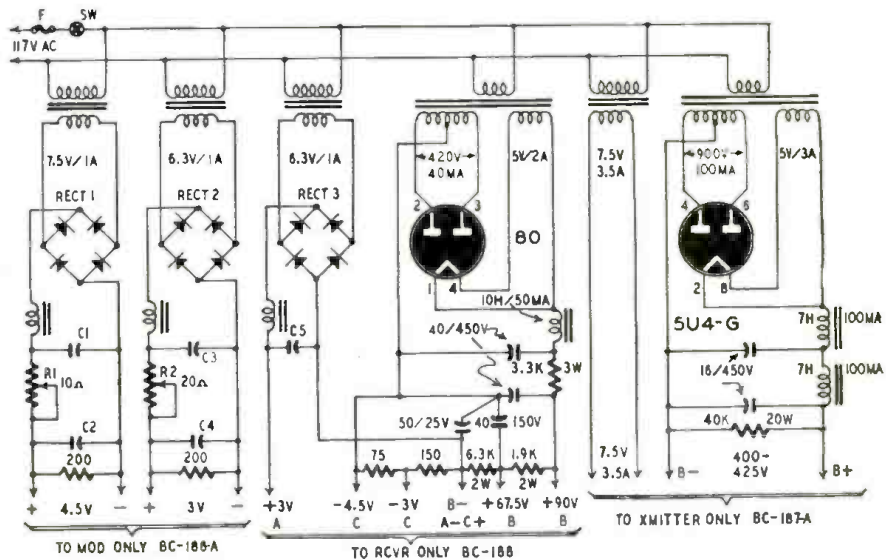 F SW
117V AC
7.5V/1A
6.3V/1A
6.3V/1A
420V
40MA
5V/2A
7.5V
3.5A
900V
100MA
5V/3A
RECT 1
RECT 2
RECT 3
2 3
80
1 4
4 6
2 8
5U4-G
10H/50MA
40/450V
3.3K
3W
7H
100MA
16/450V
7H
100MA
C1
C3
C5
R1
10Ω
R2
20Ω
C2
C4
200
200
50/25V
40
150V
75
150
6.3K
2W
1.9K
2W
40K
20W
400-
425V
7.5V
3.5A
B-
B+
+ 4.5V -
+ 3V -
+3V
A
-4.5V
C
-3V
C
B-
A-C+
+67.5V
B
+90V
B
TO MOD ONLY BC-186-A
TO RCVR ONLY BC-188
TO XMITTER ONLY BC-187-A